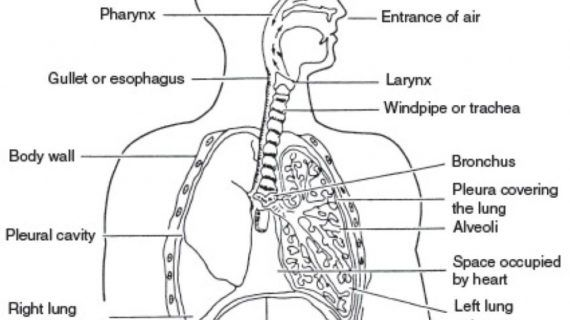 Pharynx
Entrance of air
Gullet or esophagus
Larynx
Windpipe or trachea
Body wall
Bronchus
Pleura covering
the lung
Alveoli
Pleural cavity
Space occupied
by heart
Right lung
Left lung